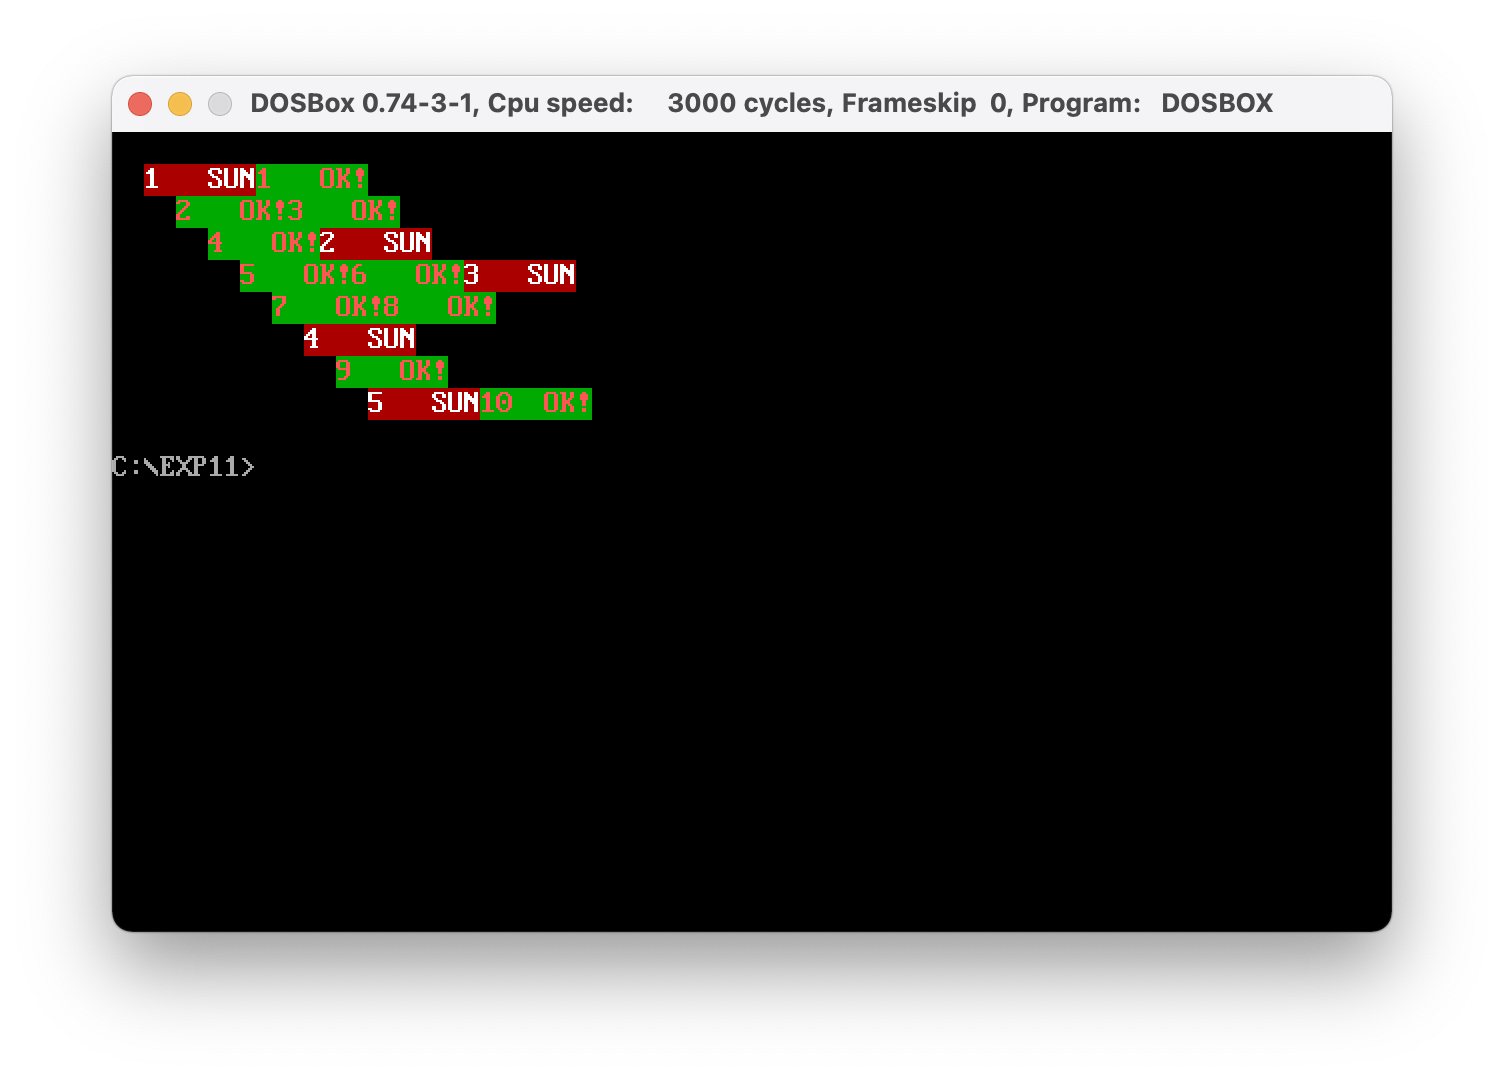 DOSBox 0.74-3-1, Cpu speed:    3000 cycles, Frameskip  0, Program:   DOSBOX
1   SUN1   OK!
2   OK!3   OK!
4   OK!2   SUN
5   OK!6   OK!3   SUN
7   OK!8   OK!
4   SUN
9   OK!
5   SUN10  OK!
C:\EXP11>